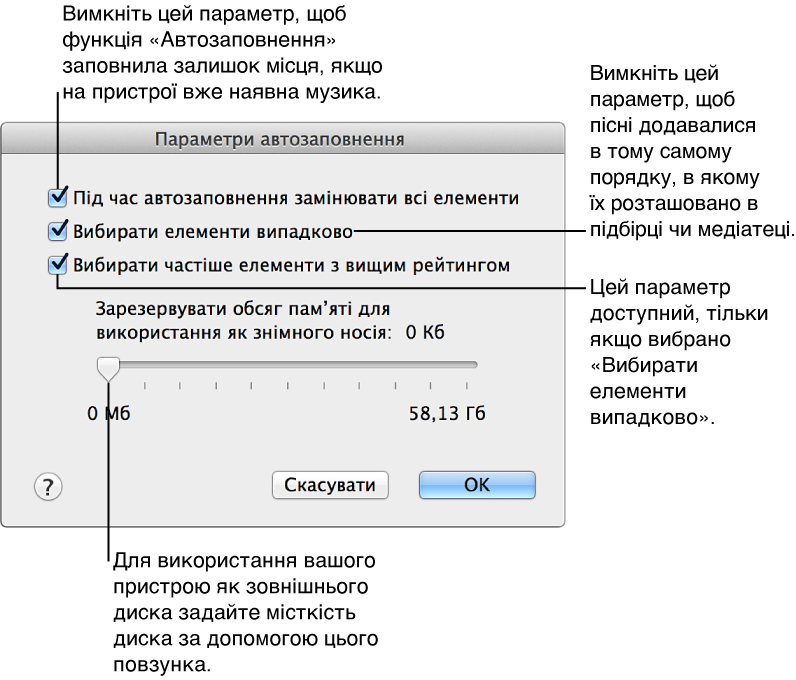 Вимкніть цей параметр, щоб
функція «Автозаповнення»
заповнила залишок місця, якщо
на пристрої вже наявна музика.
Вимкніть цей
параметр, щоб
пісні додавалися
в тому самому
порядку, в якому
їх розташовано в
підбірці чи медіатеці.
Параметри автозаповнення
Під час автозаповнення замінювати всі елементи
Вибирати елементи випадково
Вибирати частіше елементи з вищим рейтингом
Цей параметр
доступний, тільки
якщо вибрано
«Вибирати
елементи
випадково».
Зарезервувати обсяг пам’яті для
використання як знімного носія: 0 Кб
0 Мб 58,13 Гб
? Скасувати OK
Для використання вашого
пристрою як зовнішнього
диска задайте місткість
диска за допомогою цього
повзунка.